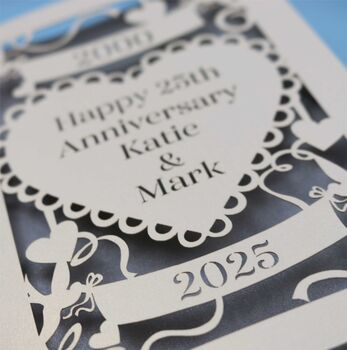 2000
Happy 25th
Anniversary
Katie
&
Mark
2025